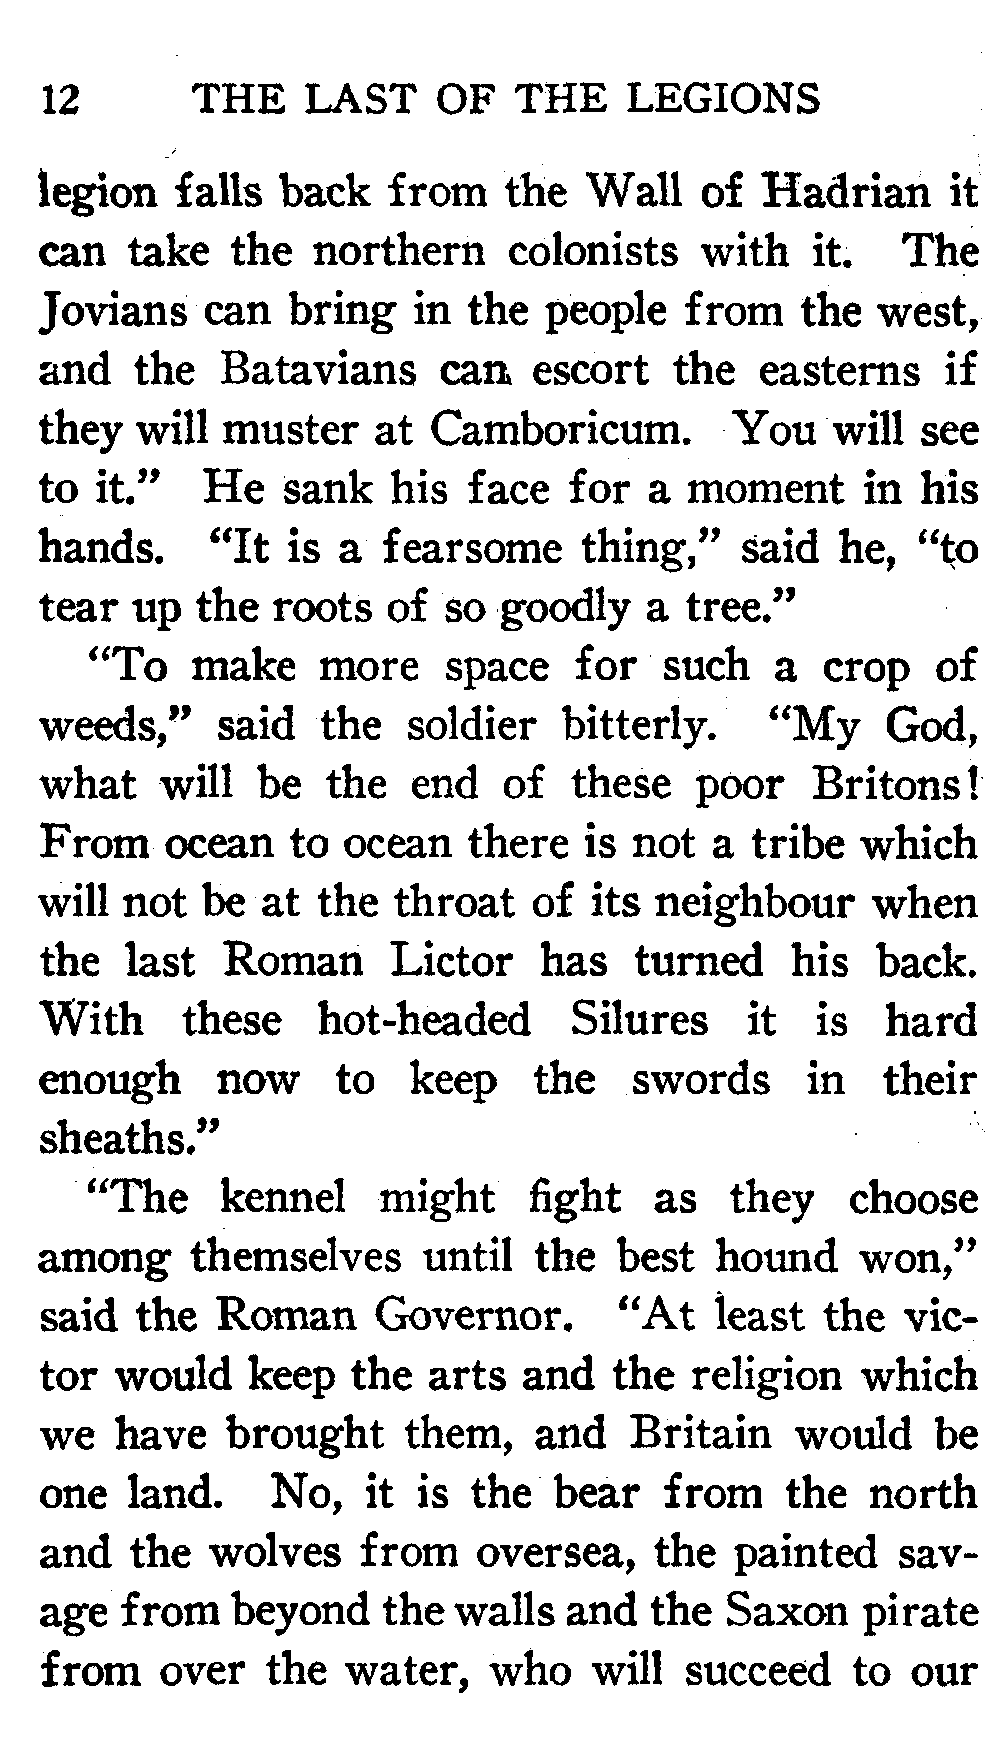 12 THE LAST OF THE LEGIONS
legion falls back from the Wall of Hadrian it
can take the northern colonists with it. The
Jovians can bring in the people from the west,
and the Batavians can escort the easterns if
they will muster at Camboricum. You will see
to it.” He sank his face for a moment in his
hands. “It is a fearsome thing,” said he, “to
tear up the roots of so goodly a tree.”
“To make more space for such a crop of
weeds,” said the soldier bitterly. “My God,
what will be the end of these poor Britons!
From ocean to ocean there is not a tribe which
will not be at the throat of its neighbour when
the last Roman Lictor has turned his back.
With these hot-headed Silures it is hard
enough now to keep the swords in their
sheaths.”
“The kennel might fight as they choose
among themselves until the best hound won,”
said the Roman Governor. “At least the vic-
tor would keep the arts and the religion which
we have brought them, and Britain would be
one land. No, it is the bear from the north
and the wolves from oversea, the painted sav-
age from beyond the walls and the Saxon pirate
from over the water, who will succeed to our